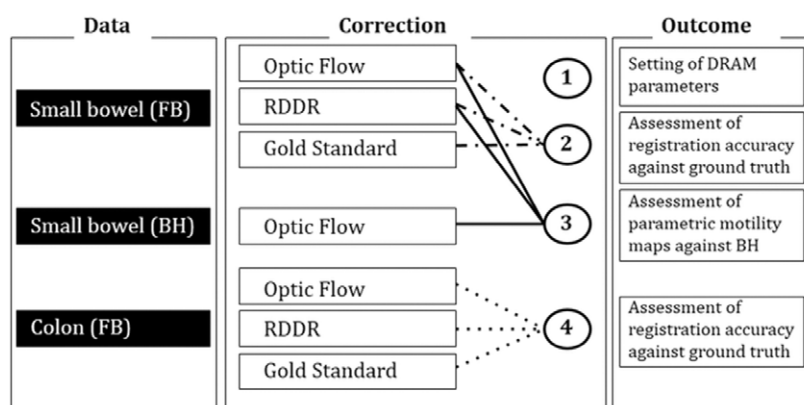 Data
Correction
Outcome
Small bowel (FB)
Small bowel (BH)
Colon (FB)
Optic Flow
RDDR
Gold Standard
Optic Flow
Optic Flow
RDDR
Gold Standard
1
2
3
4
Setting of DRAM
parameters
Assessment of
registration accuracy
against ground truth
Assessment of
parametric motility
maps against BH
Assessment of
registration accuracy
against ground truth